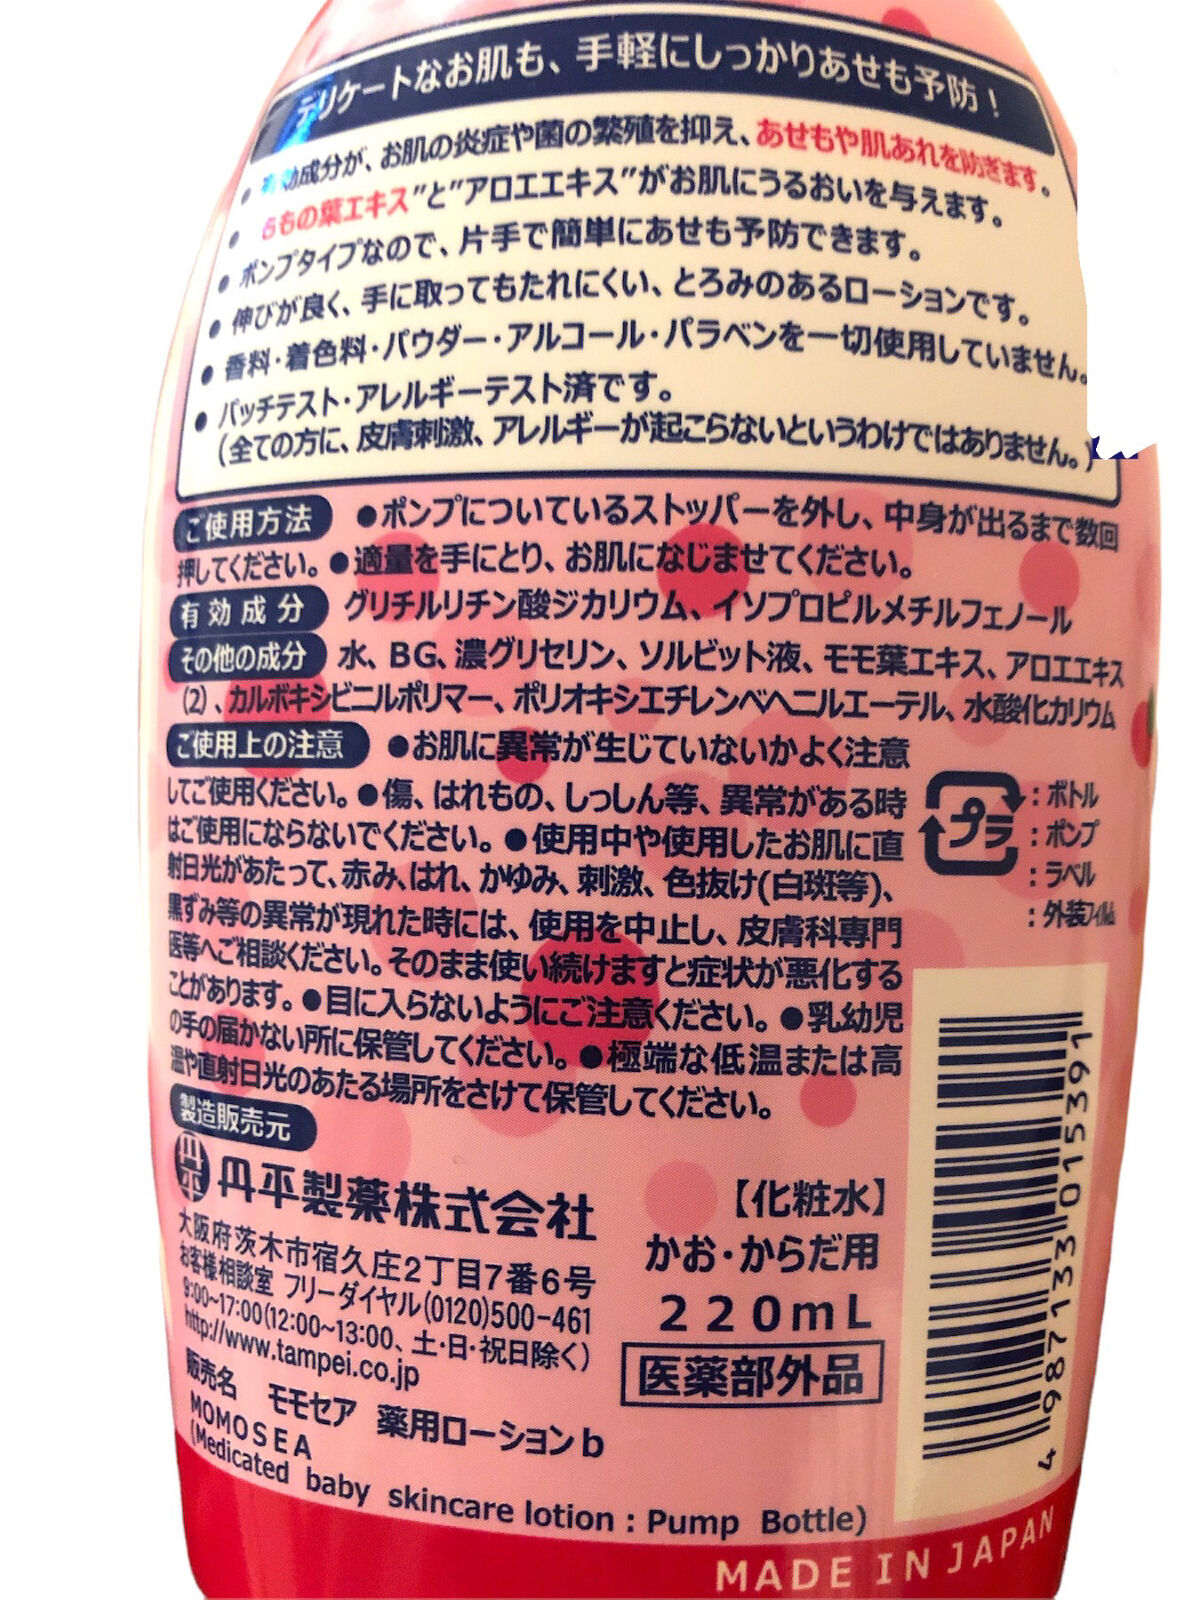 デリケートなお肌も、手軽にしっかりあせも予防！
● 有効成分が、お肌の炎症や菌の繁殖を抑え、あせもや肌あれを防ぎます。
● ももの葉エキス”と”アロエエキス”がお肌にうるおいを与えます。
● ポンプタイプなので、片手で簡単にあせも予防できます。
● 伸びが良く、手に取ってもたれにくい、とろみのあるローションです。
● 香料・着色料・パウダー・アルコール・パラベンを一切使用していません。
● パッチテスト・アレルギーテスト済です。
(全ての方に、皮膚刺激、アレルギーが起こらないというわけではありません。)
ご使用方法 ●ポンプについているストッパーを外し、中身が出るまで数回
押してください。●適量を手にとり、お肌になじませてください。
有効成分 グリチルリチン酸ジカリウム、イソプロピルメチルフェノール
その他の成分 水、BG、濃グリセリン、ソルビット液、モモ葉エキス、アロエエキス
(2)、カルボキシビニルポリマー、ポリオキシエチレンベヘニルエーテル、水酸化カリウム
ご使用上の注意 ●お肌に異常が生じていないかよく注意
してご使用ください。●傷、はれもの、しっしん等、異常がある時
はご使用にならないでください。●使用中や使用したお肌に直
射日光があたって、赤み、はれ、かゆみ、刺激、色抜け(白斑等)、
黒ずみ等の異常が現れた時には、使用を中止し、皮膚科専門
医等へご相談ください。そのまま使い続けますと症状が悪化する
ことがあります。●目に入らないようにご注意ください。●乳幼児
の手の届かない所に保管してください。●極端な低温または高
温や直射日光のあたる場所をさけて保管してください。
プラ
：ボトル
：ポンプ
：ラベル
：外装フィルム
製造販売元
丹平
丹平製薬株式会社
大阪府茨木市宿久庄2丁目7番6号
お客様相談室 フリーダイヤル(0120)500-461
9:00~17:00(12:00~13:00、土・日・祝日除く)
http://www.tampei.co.jp
販売名 モモセア 薬用ローションb
MOMOSEA
(Medicated baby skincare lotion : Pump Bottle)
【化粧水】
かお・からだ用
220mL
医薬部外品
4 987133 015391
MADE IN JAPAN